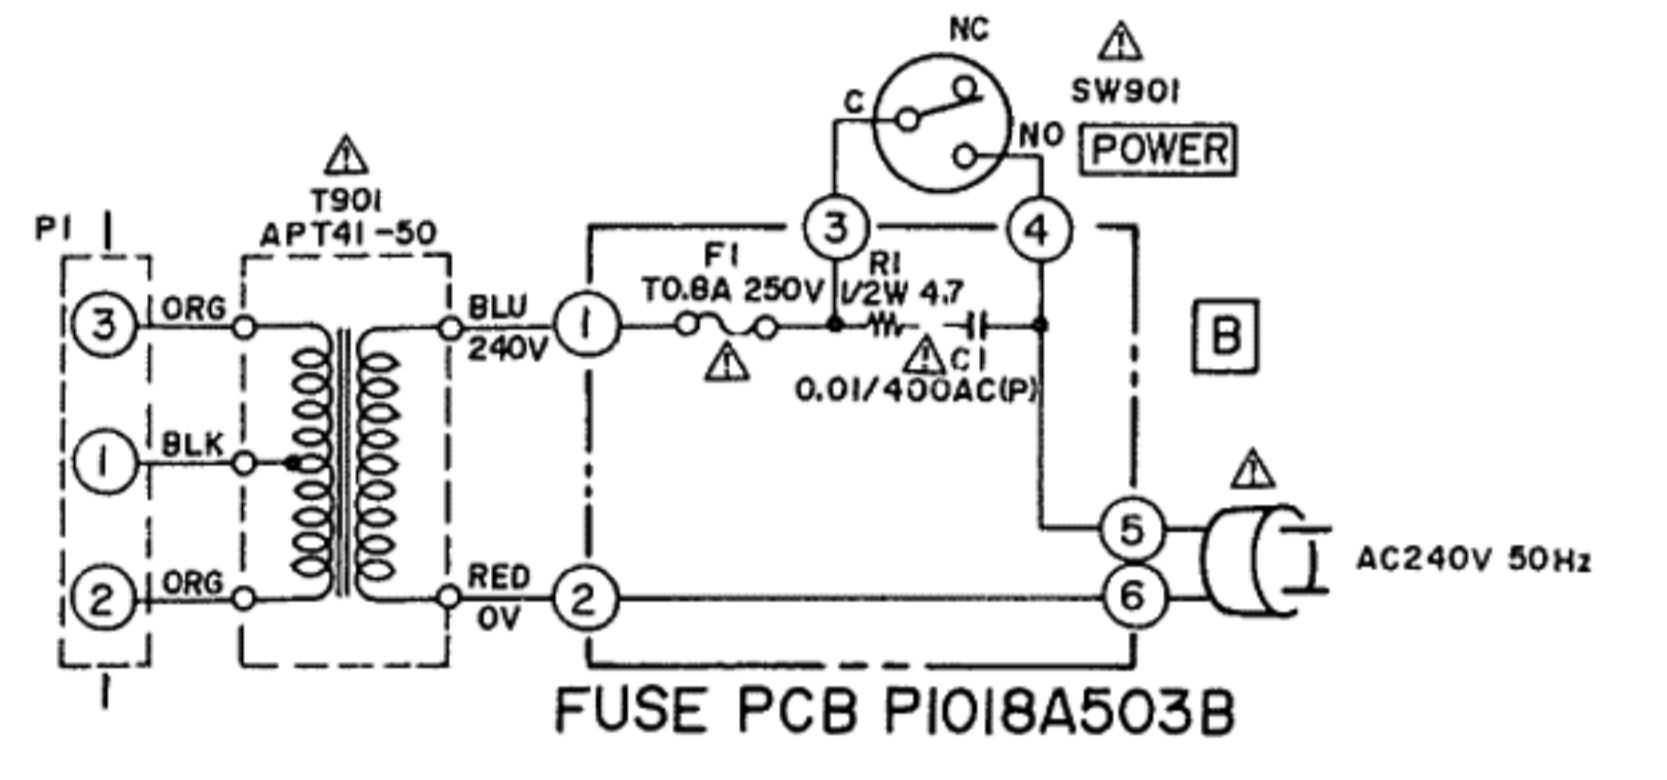 NC
C
NO
SW901
POWER
T901
APT41-50
P1
3
ORG
1
BLK
2
ORG
BLU
240V
RED
0V
1
2
F1
T0.8A 250V
3
4
R1
1/2W 4.7
C1
0.01/400AC(P)
B
5
6
AC240V 50Hz
FUSE PCB P1018A503B